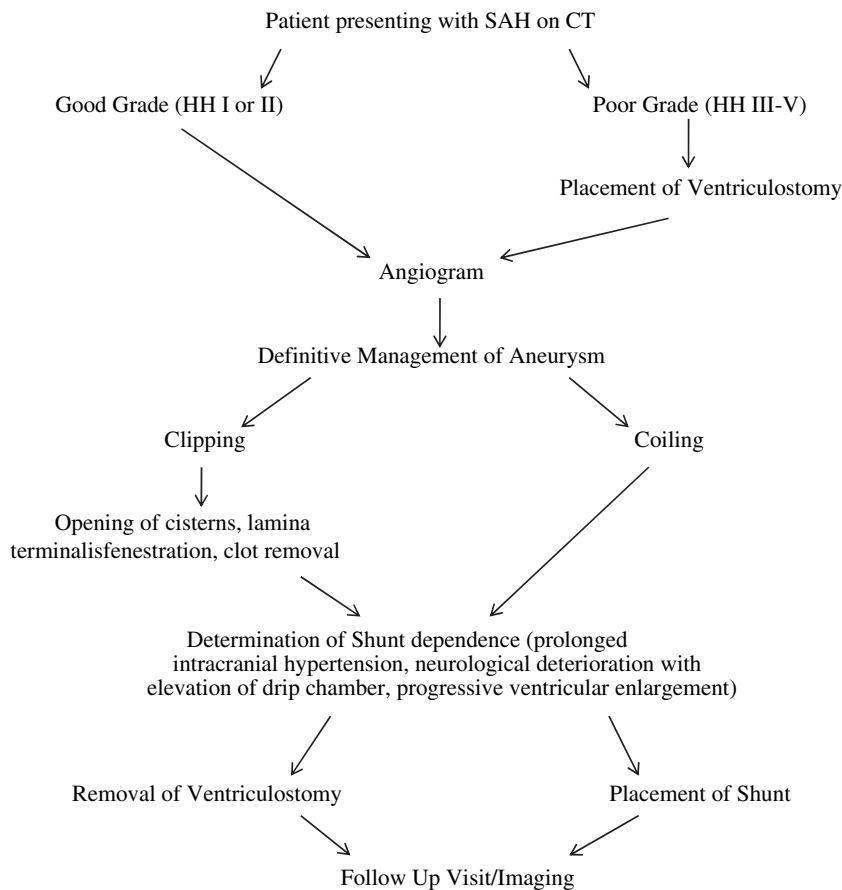 Patient presenting with SAH on CT
Good Grade (HH I or II)
Poor Grade (HH III-V)
Placement of Ventriculostomy
Angiogram
Definitive Management of Aneurysm
Clipping
Coiling
Opening of cisterns, lamina
terminalisfenestration, clot removal
Determination of Shunt dependence (prolonged
intracranial hypertension, neurological deterioration with
elevation of drip chamber, progressive ventricular enlargement)
Removal of Ventriculostomy
Placement of Shunt
Follow Up Visit/Imaging